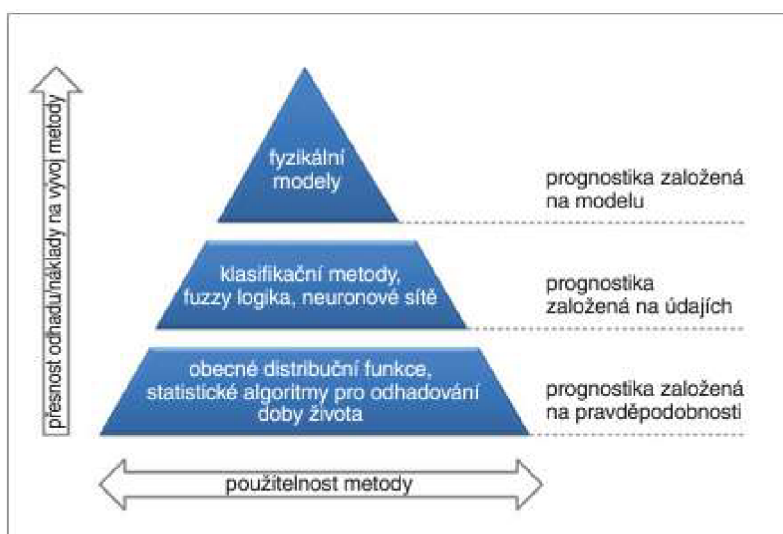 přesnost odhadu/náklady na vývoj metody
fyzikální
modely
prognostika založená
na modelu
klasifikační metody,
fuzzy logika, neuronové sítě
prognostika
založená na údajích
obecné distribuční funkce,
statistické algoritmy pro odhadování
doby života
prognostika založená
na pravděpodobnosti
použitelnost metody